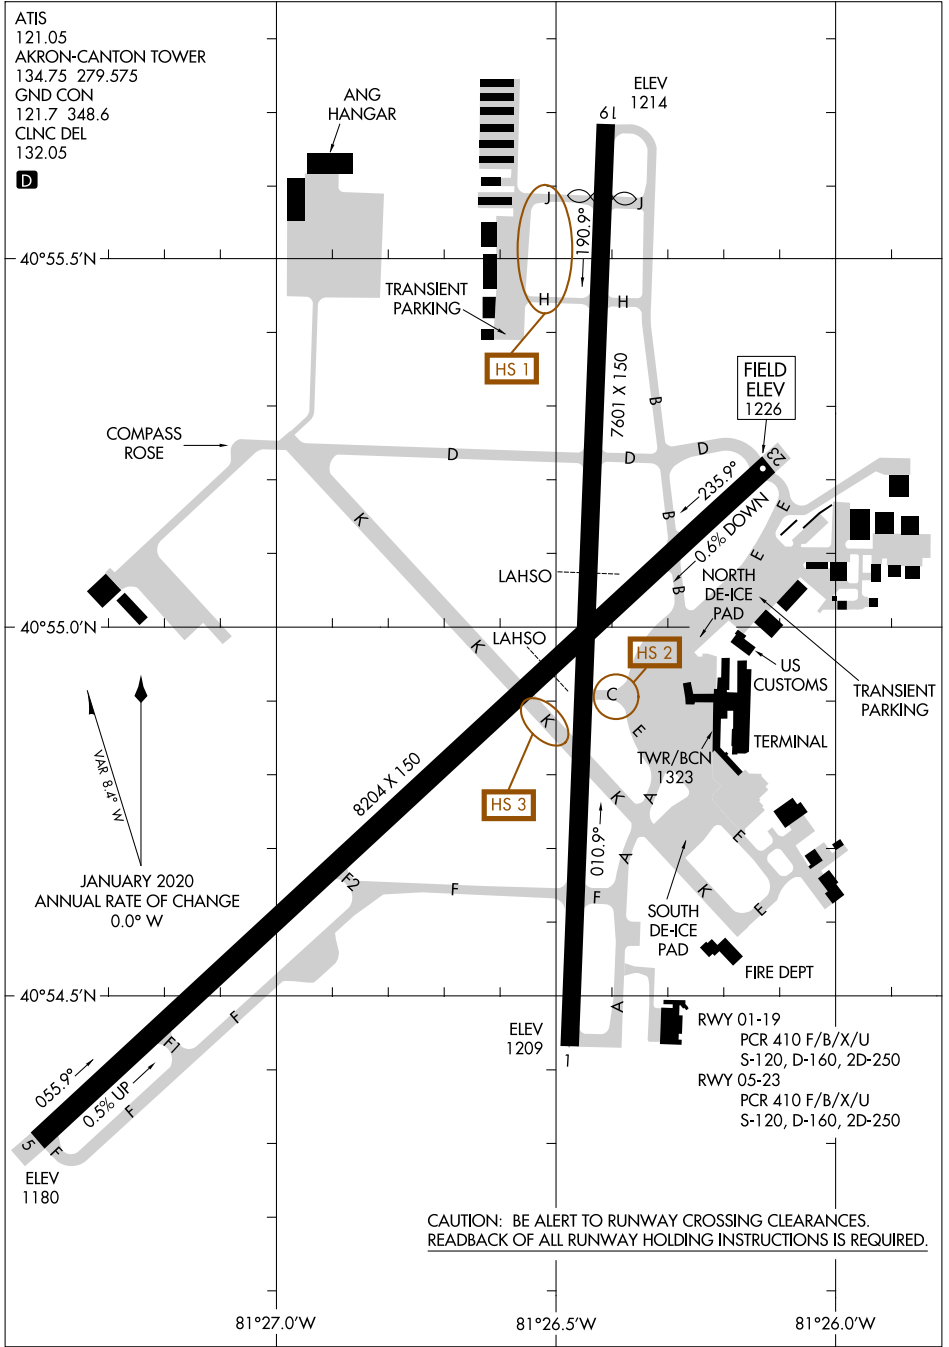 ATIS
121.05
AKRON-CANTON TOWER
134.75 279.575
GND CON
121.7 348.6
CLNC DEL
132.05
D
ANG
HANGAR
ELEV
1214
19
J
J
190.9°
40°55.5'N
TRANSIENT
PARKING
H
H
HS 1
7601 X 150
FIELD
ELEV
1226
B
COMPASS
ROSE
D
D
D
23
235.9°
0.6% DOWN
K
B
E
E
LAHSO
NORTH
DE-ICE
PAD
B
40°55.0'N
LAHSO
K
HS 2
US
CUSTOMS
TRANSIENT
PARKING
C
K
E
TERMINAL
TWR/BCN
1323
VAR 8.4° W
8204 X 150
HS 3
K
A
E
010.9°
A
JANUARY 2020
ANNUAL RATE OF CHANGE
0.0° W
F2
F
F
K
E
SOUTH
DE-ICE
PAD
FIRE DEPT
40°54.5'N
F
A
ELEV
1209
1
F1
055.9°
0.5% UP
F
5
F
ELEV
1180
RWY 01-19
PCR 410 F/B/X/U
S-120, D-160, 2D-250
RWY 05-23
PCR 410 F/B/X/U
S-120, D-160, 2D-250
CAUTION: BE ALERT TO RUNWAY CROSSING CLEARANCES.
READBACK OF ALL RUNWAY HOLDING INSTRUCTIONS IS REQUIRED.
81°27.0'W
81°26.5'W
81°26.0'W